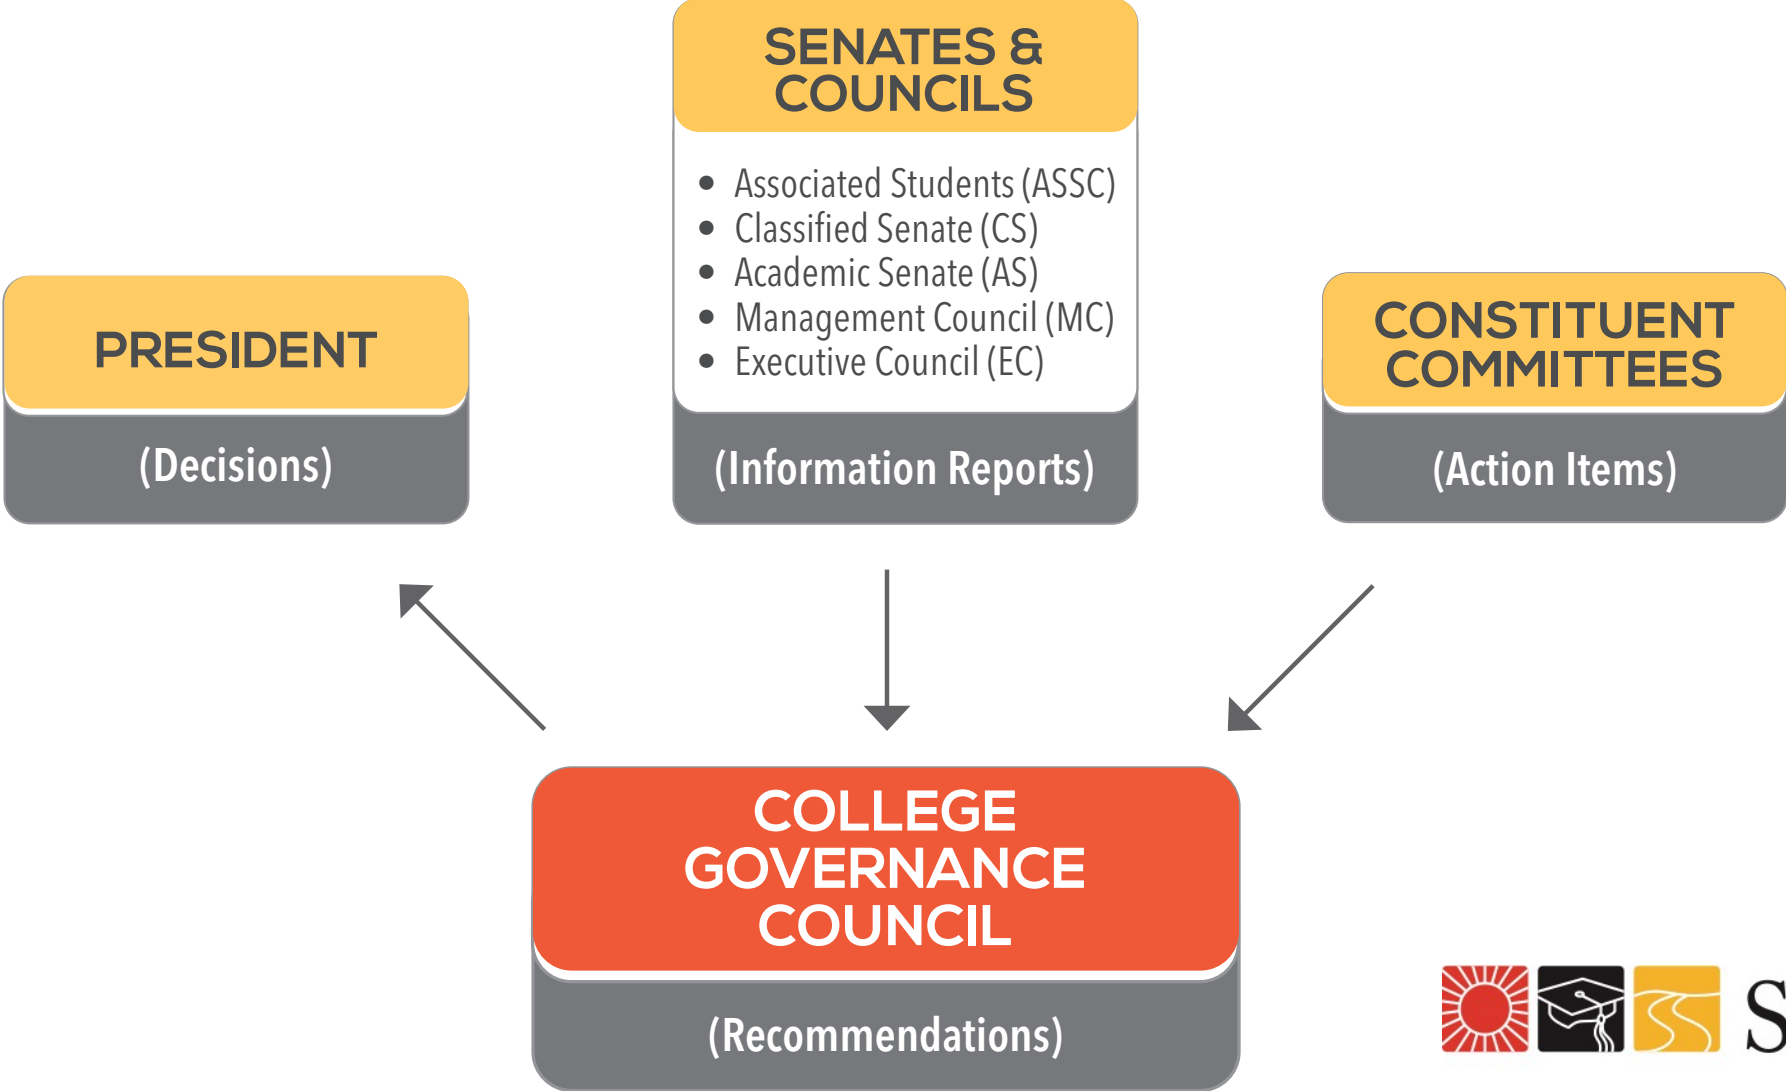 SENATES &
COUNCILS
• Associated Students (ASSC)
• Classified Senate (CS)
• Academic Senate (AS)
• Management Council (MC)
• Executive Council (EC)
(Information Reports)
PRESIDENT
(Decisions)
CONSTITUENT
COMMITTEES
(Action Items)
COLLEGE
GOVERNANCE
COUNCIL
(Recommendations)
S